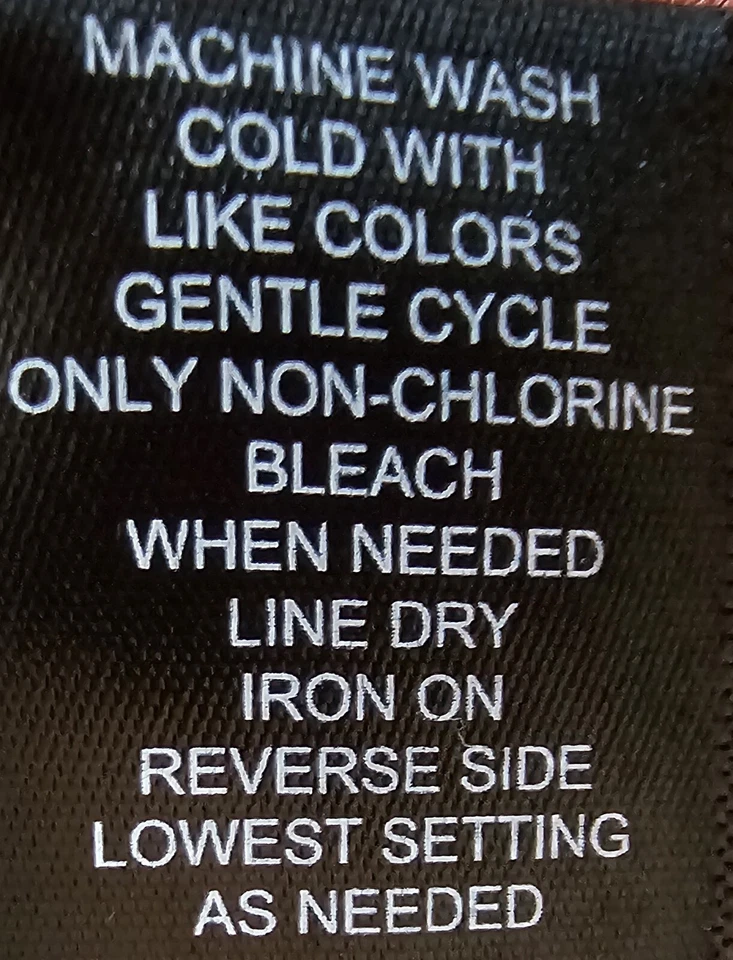 MACHINE WASH
COLD WITH
LIKE COLORS
GENTLE CYCLE
ONLY NON-CHLORINE
BLEACH
WHEN NEEDED
LINE DRY
IRON ON
REVERSE SIDE
LOWEST SETTING
AS NEEDED